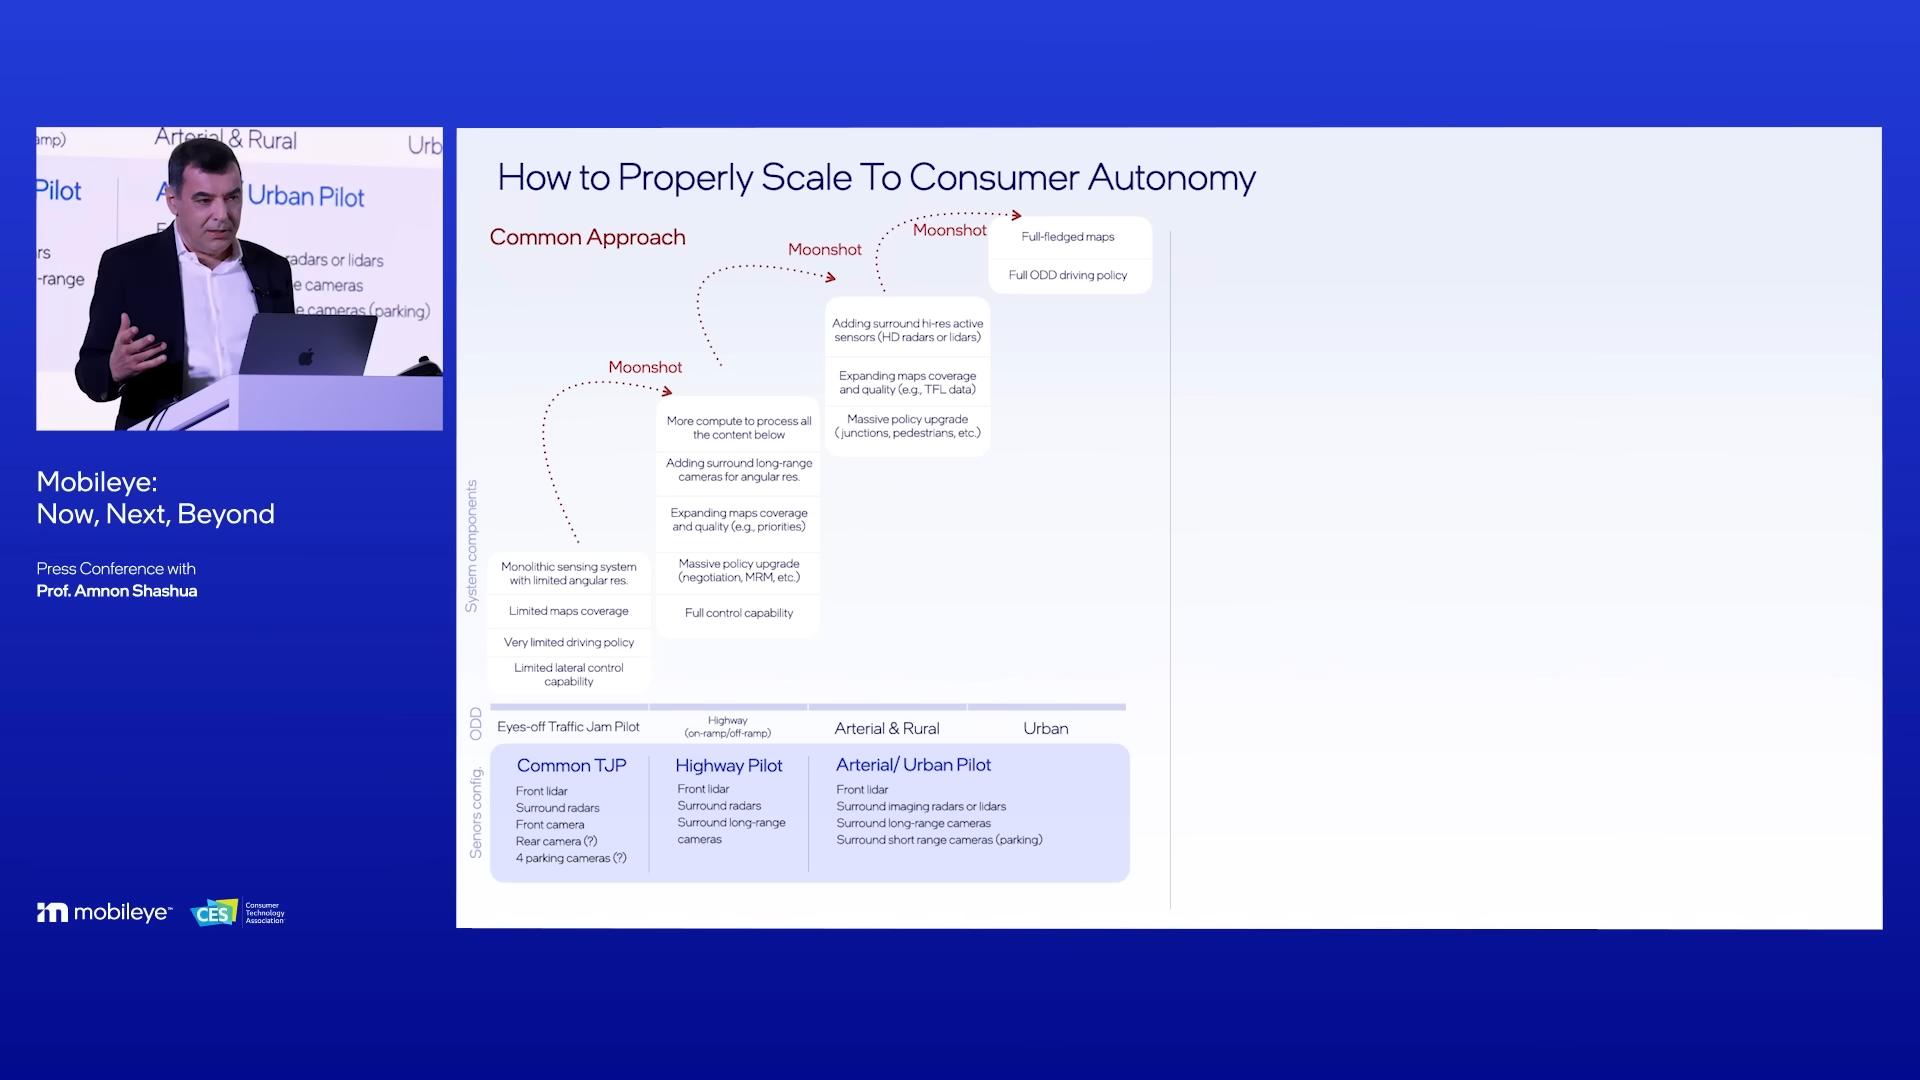 amp)
Arterial & Rural
Urb
Pilot
A
Urban Pilot
rs
radars or lidars
-range
e cameras
e cameras (parking)
Mobileye:
Now, Next, Beyond
Press Conference with
Prof. Amnon Shashua
mobileye™
CES
Consumer
Technology
Association
How to Properly Scale To Consumer Autonomy
Common Approach
Moonshot
Moonshot
Moonshot
Full-fledged maps
Full ODD driving policy
Adding surround hi-res active
sensors (HD radars or lidars)
Expanding maps coverage
and quality (e.g., TFL data)
Massive policy upgrade
(junctions, pedestrians, etc.)
More compute to process all
the content below
Adding surround long-range
cameras for angular res.
Expanding maps coverage
and quality (e.g., priorities)
Massive policy upgrade
(negotiation, MRM, etc.)
Full control capability
Monolithic sensing system
with limited angular res.
Limited maps coverage
Very limited driving policy
Limited lateral control
capability
System components
ODD
Eyes-off Traffic Jam Pilot
Highway
(on-ramp/off-ramp)
Arterial & Rural
Urban
Senors config.
Common TJP
Front lidar
Surround radars
Front camera
Rear camera (?)
4 parking cameras (?)
Highway Pilot
Front lidar
Surround radars
Surround long-range
cameras
Arterial/ Urban Pilot
Front lidar
Surround imaging radars or lidars
Surround long-range cameras
Surround short range cameras (parking)